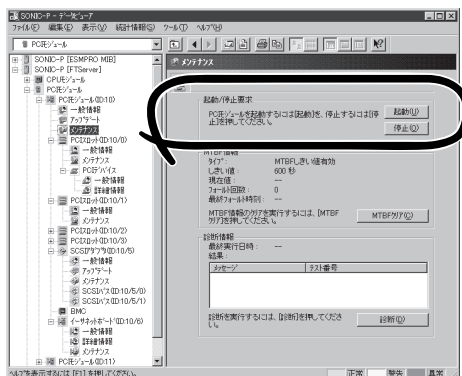 SONIC-P - データビューア
ファイル(F) 編集(E) 表示(V) 統計情報(S) ツール(T) ヘルプ(H)
PCIモジュール
SONIC-P [ESMPRO MIB]
SONIC-P [FTServer]
CPUモジュール
PCIモジュール
PCIモジュール(ID:10)
一般情報
アップデート
メンテナンス
PCIスロット(ID:10/0)
一般情報
メンテナンス
PCIデバイス
一般情報
詳細情報
PCIスロット(ID:10/1)
一般情報
メンテナンス
PCIスロット(ID:10/2)
PCIスロット(ID:10/3)
SCSIアダプタ(ID:10/5)
一般情報
アップデート
メンテナンス
SCSIバス(ID:10/5/0)
SCSIバス(ID:10/5/1)
BMC
イーサネットボード(ID:10/6)
一般情報
詳細情報
メンテナンス
PCIモジュール(ID:11)
メンテナンス
起動/停止要求
PCIモジュールを起動するには[起動]を、停止するには[停止]を押してください。
起動(U)
停止(O)
MTBF情報
タイプ: MTBFしきい値有効
しきい値: 600 秒
現在値: ---
フォールト回数: 0
最終フォールト時刻: ---
MTBF情報のクリアを実行するには、[MTBFクリア]を押してください。
MTBFクリア(C)
診断情報
最終実行日時: ---
結果:
メッセージ テスト番号
診断を実行するには、[診断]を押してください。
診断(D)
ヘルプを表示するには [F1] を押してください。
正常 警告 異常